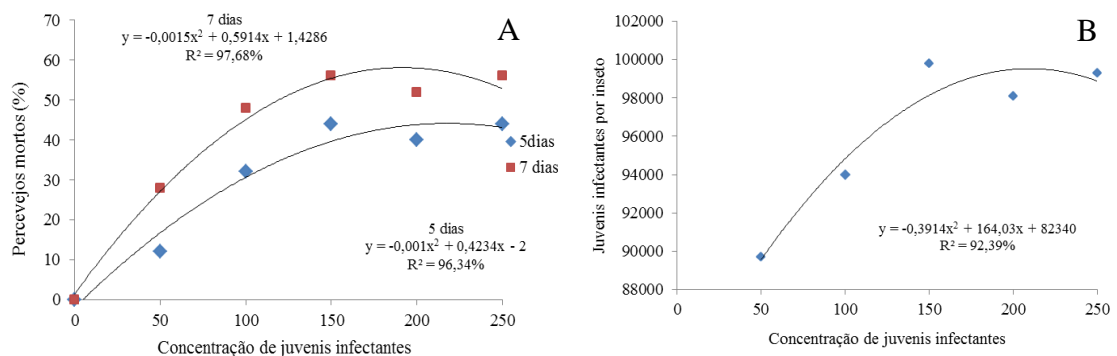 A
7 dias
y = -0,0015x² + 0,5914x + 1,4286
R² = 97,68%
Percevejos mortos (%)
70
60
50
40
30
20
10
0
5dias
7 dias
5 dias
y = -0,001x² + 0,4234x - 2
R² = 96,34%
0 50 100 150 200 250
Concentração de juvenis infectantes
B
Juvenis infectantes por inseto
102000
100000
98000
96000
94000
92000
90000
88000
y = -0,3914x² + 164,03x + 82340
R² = 92,39%
0 50 100 150 200 250
Concentração de juvenis infectantes